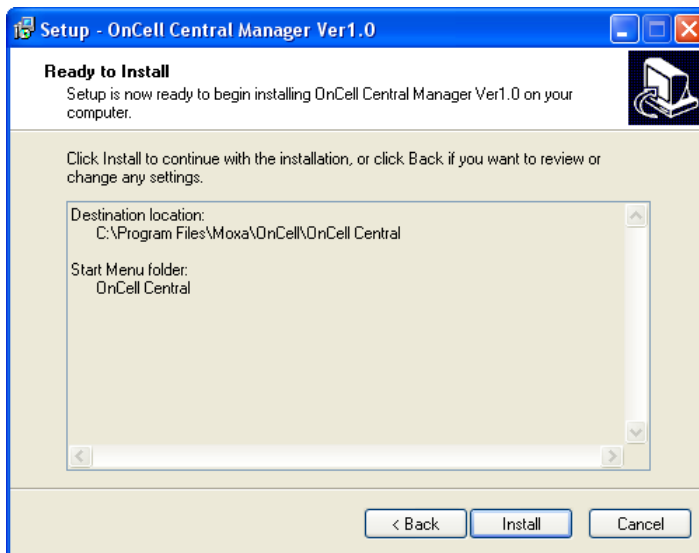 Setup - OnCell Central Manager Ver1.0
Ready to Install
Setup is now ready to begin installing OnCell Central Manager Ver1.0 on your
computer.
Click Install to continue with the installation, or click Back if you want to review or
change any settings.
Destination location:
C:\Program Files\Moxa\OnCell\OnCell Central
Start Menu folder:
OnCell Central
< Back
Install
Cancel